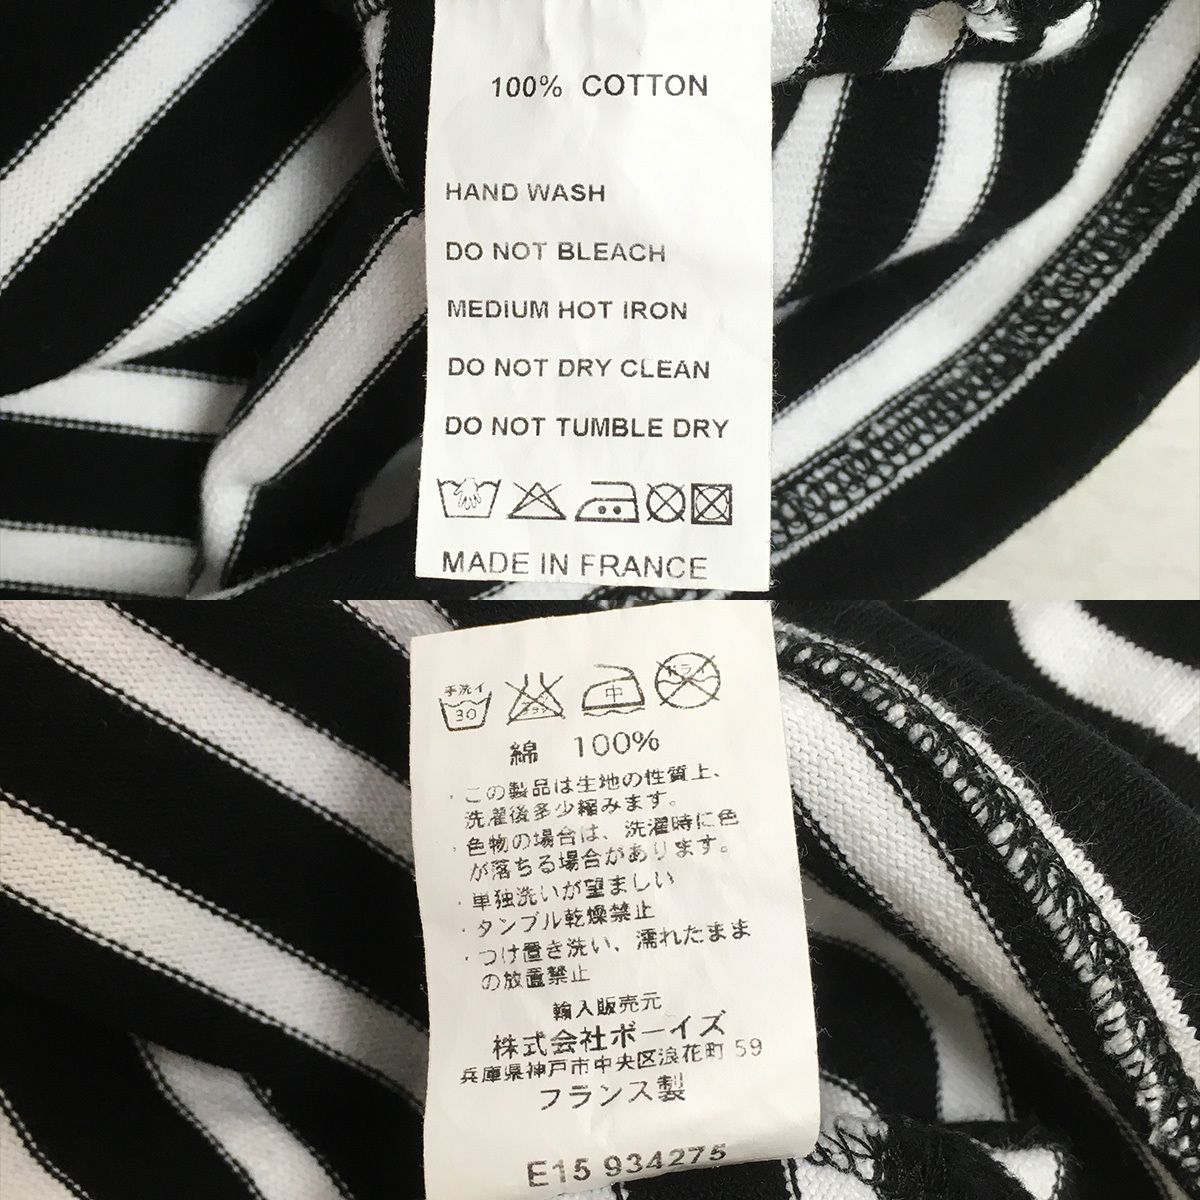 100% COTTON
HAND WASH
DO NOT BLEACH
MEDIUM HOT IRON
DO NOT DRY CLEAN
DO NOT TUMBLE DRY
MADE IN FRANCE
手洗イ
30
中
ドライ
綿 100%
・この製品は生地の性質上、
洗濯後多少縮みます。
・色物の場合は、洗濯時に色
が落ちる場合があります。
・単独洗いが望ましい
・タンブル乾燥禁止
・つけ置き洗い、濡れたまま
の放置禁止
輸入販売元
株式会社ボーイズ
兵庫県神戸市中央区浪花町 59
フランス製
E15 934275